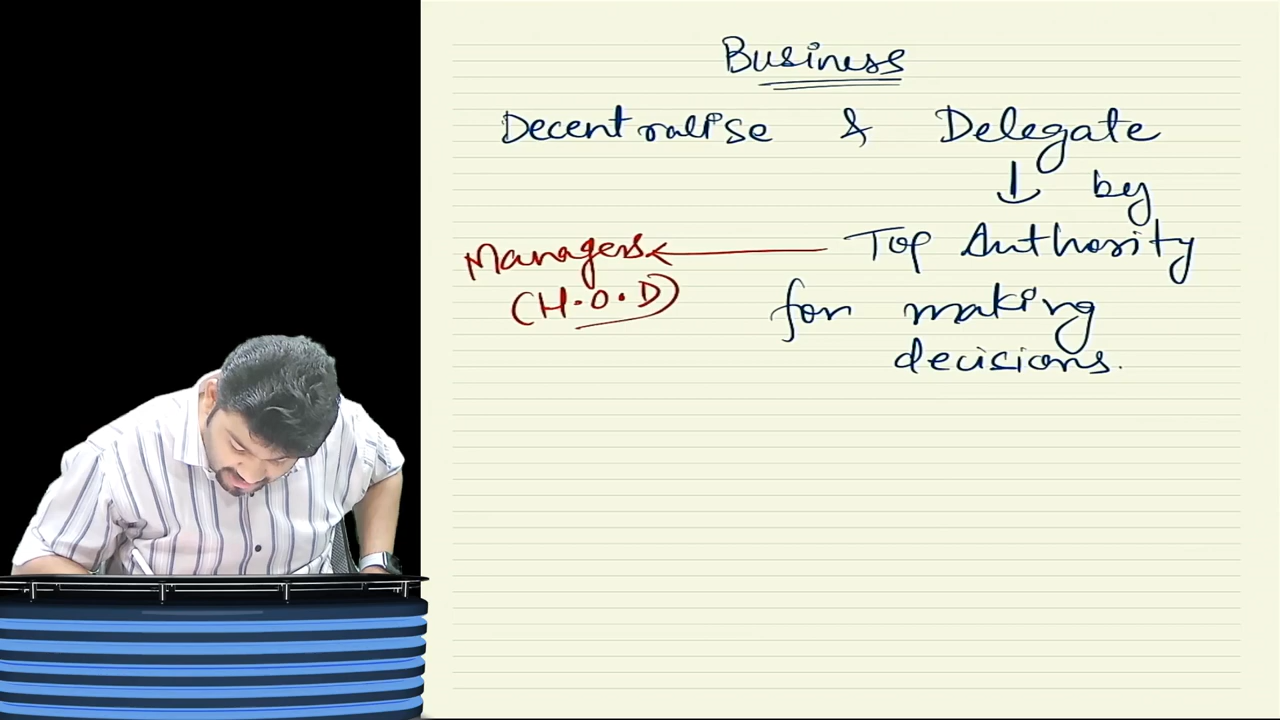 Business
Decentralise & Delegate
by
Managers Top Authority
(H.O.D) for making
decisions.